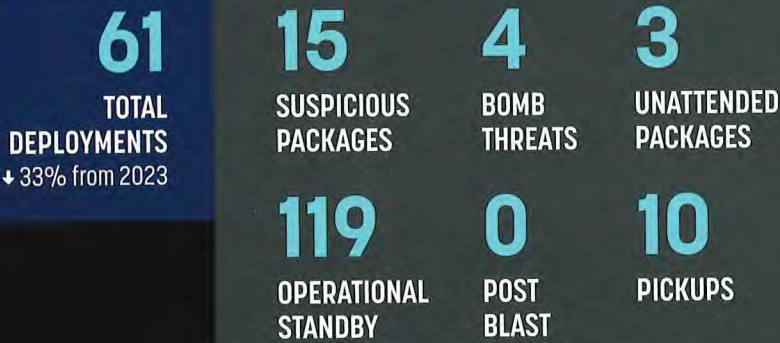 61
TOTAL
DEPLOYMENTS
↓ 33% from 2023
15
SUSPICIOUS
PACKAGES
4
BOMB
THREATS
3
UNATTENDED
PACKAGES
119
OPERATIONAL
STANDBY
0
POST
BLAST
10
PICKUPS